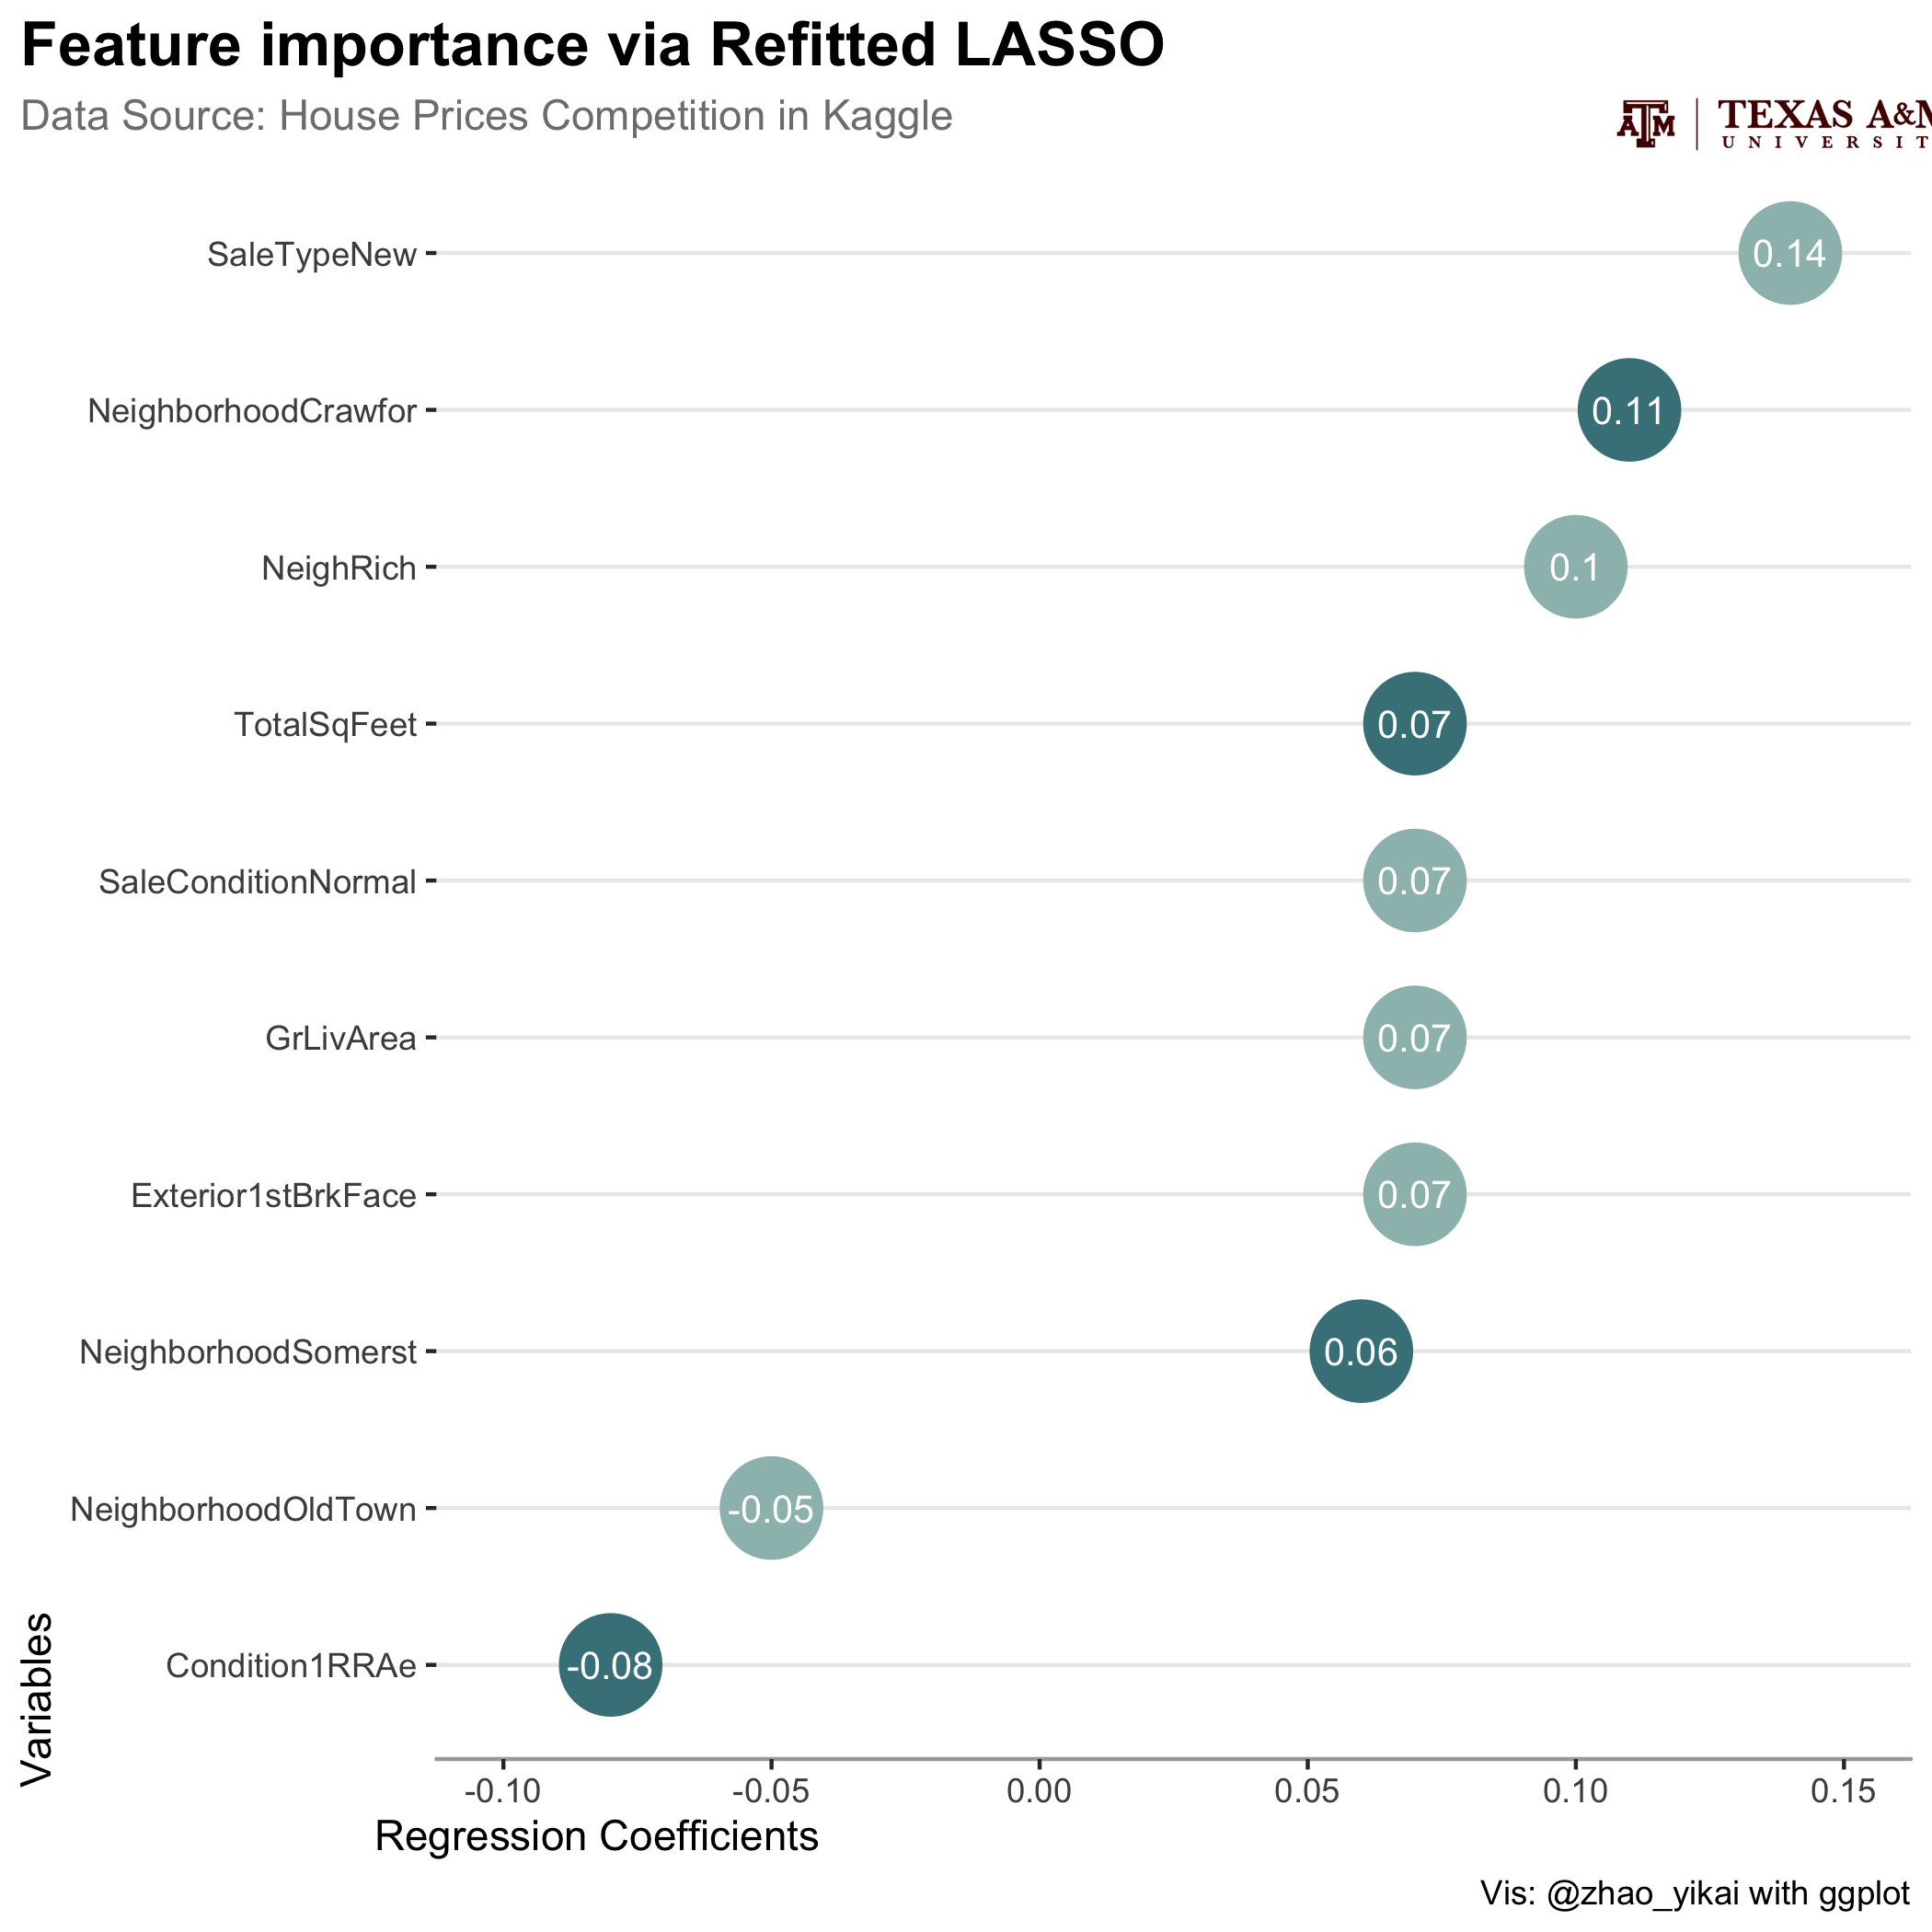 Feature importance via Refitted LASSO
Data Source: House Prices Competition in Kaggle
ATM
TEXAS A&M
UNIVERSIT
SaleTypeNew
0.14
NeighborhoodCrawfor
0.11
NeighRich
0.1
TotalSqFeet
0.07
SaleConditionNormal
0.07
GrLivArea
0.07
Exterior1stBrkFace
0.07
NeighborhoodSomerst
0.06
NeighborhoodOldTown
-0.05
Condition1RRAe
-0.08
Variables
-0.10 -0.05 0.00 0.05 0.10 0.15
Regression Coefficients
Vis: @zhao_yikai with ggplot